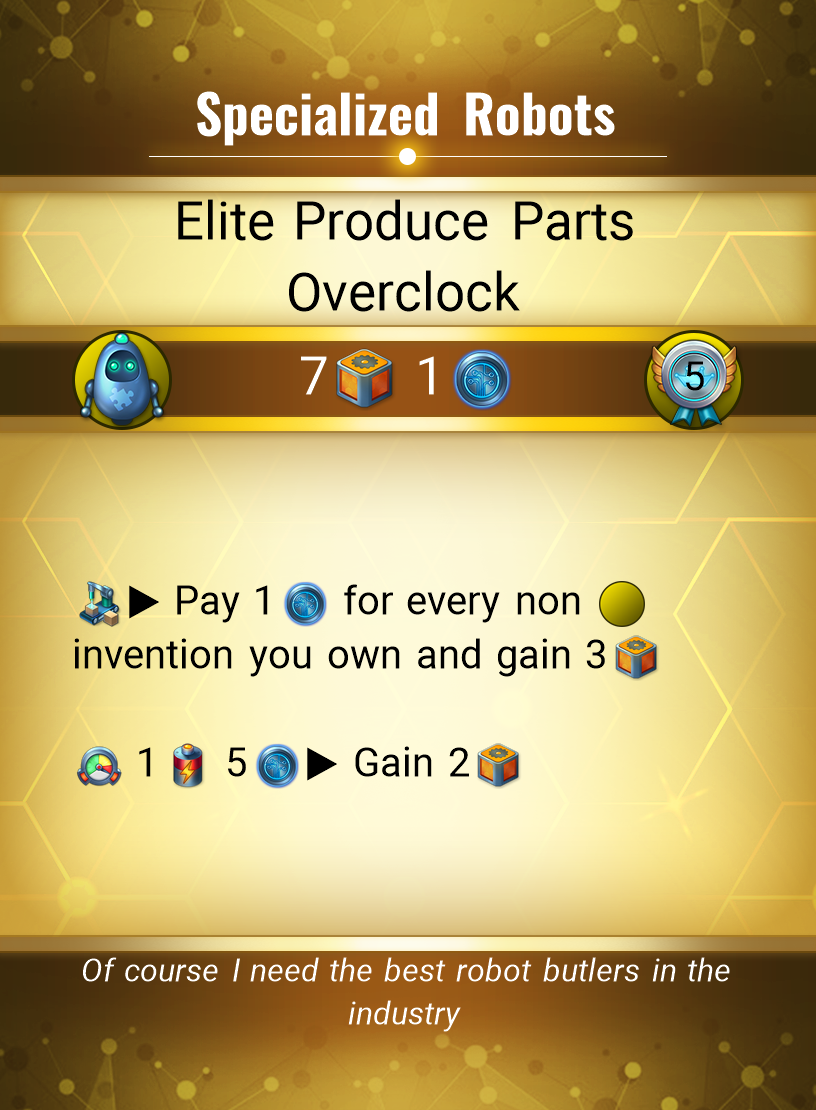 Specialized Robots
Elite Produce Parts
Overclock
7 1 5
Pay 1 for every non
invention you own and gain 3
1 5 Gain 2
Of course I need the best robot butlers in the
industry